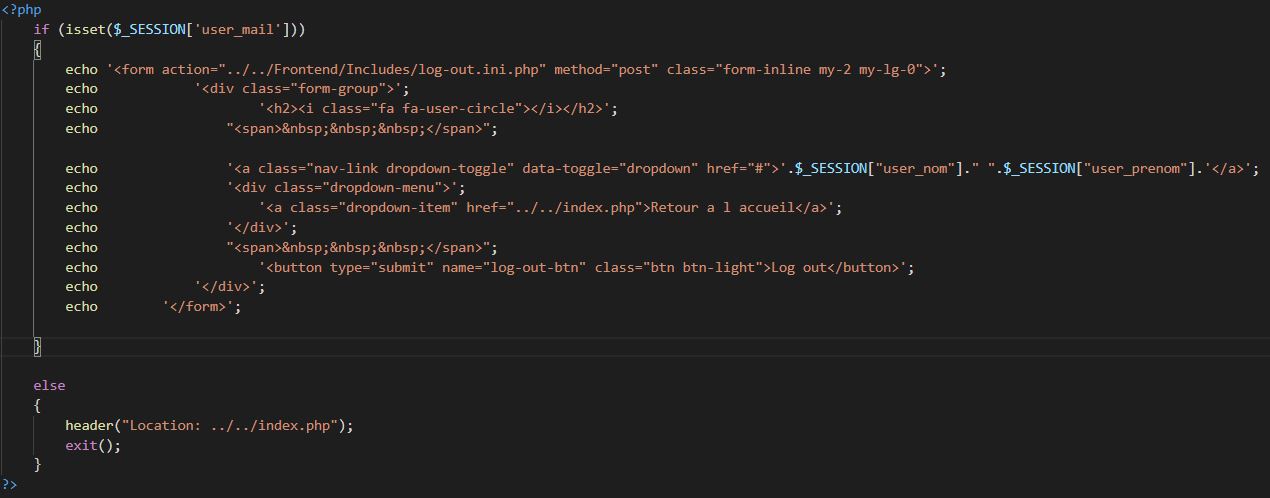 <?php
    if (isset($_SESSION['user_mail']))
    {
        echo '<form action="../../Frontend/Includes/log-out.ini.php" method="post" class="form-inline my-2 my-lg-0">';
        echo            '<div class="form-group">';
        echo                    '<h2><i class="fa fa-user-circle"></i></h2>';
        echo                "<span>&nbsp;&nbsp;&nbsp;</span>";
        echo                '<a class="nav-link dropdown-toggle" data-toggle="dropdown" href="#">'.$_SESSION["user_nom"]." ".$_SESSION["user_prenom"].'</a>';
        echo                '<div class="dropdown-menu">';
        echo                    '<a class="dropdown-item" href="../../index.php">Retour a l accueil</a>';
        echo                '</div>';
        echo                "<span>&nbsp;&nbsp;&nbsp;</span>";
        echo                    '<button type="submit" name="log-out-btn" class="btn btn-light">Log out</button>';
        echo            '</div>';
        echo        '</form>';
    }
    else
    {
        header("Location: ../../index.php");
        exit();
    }
?>